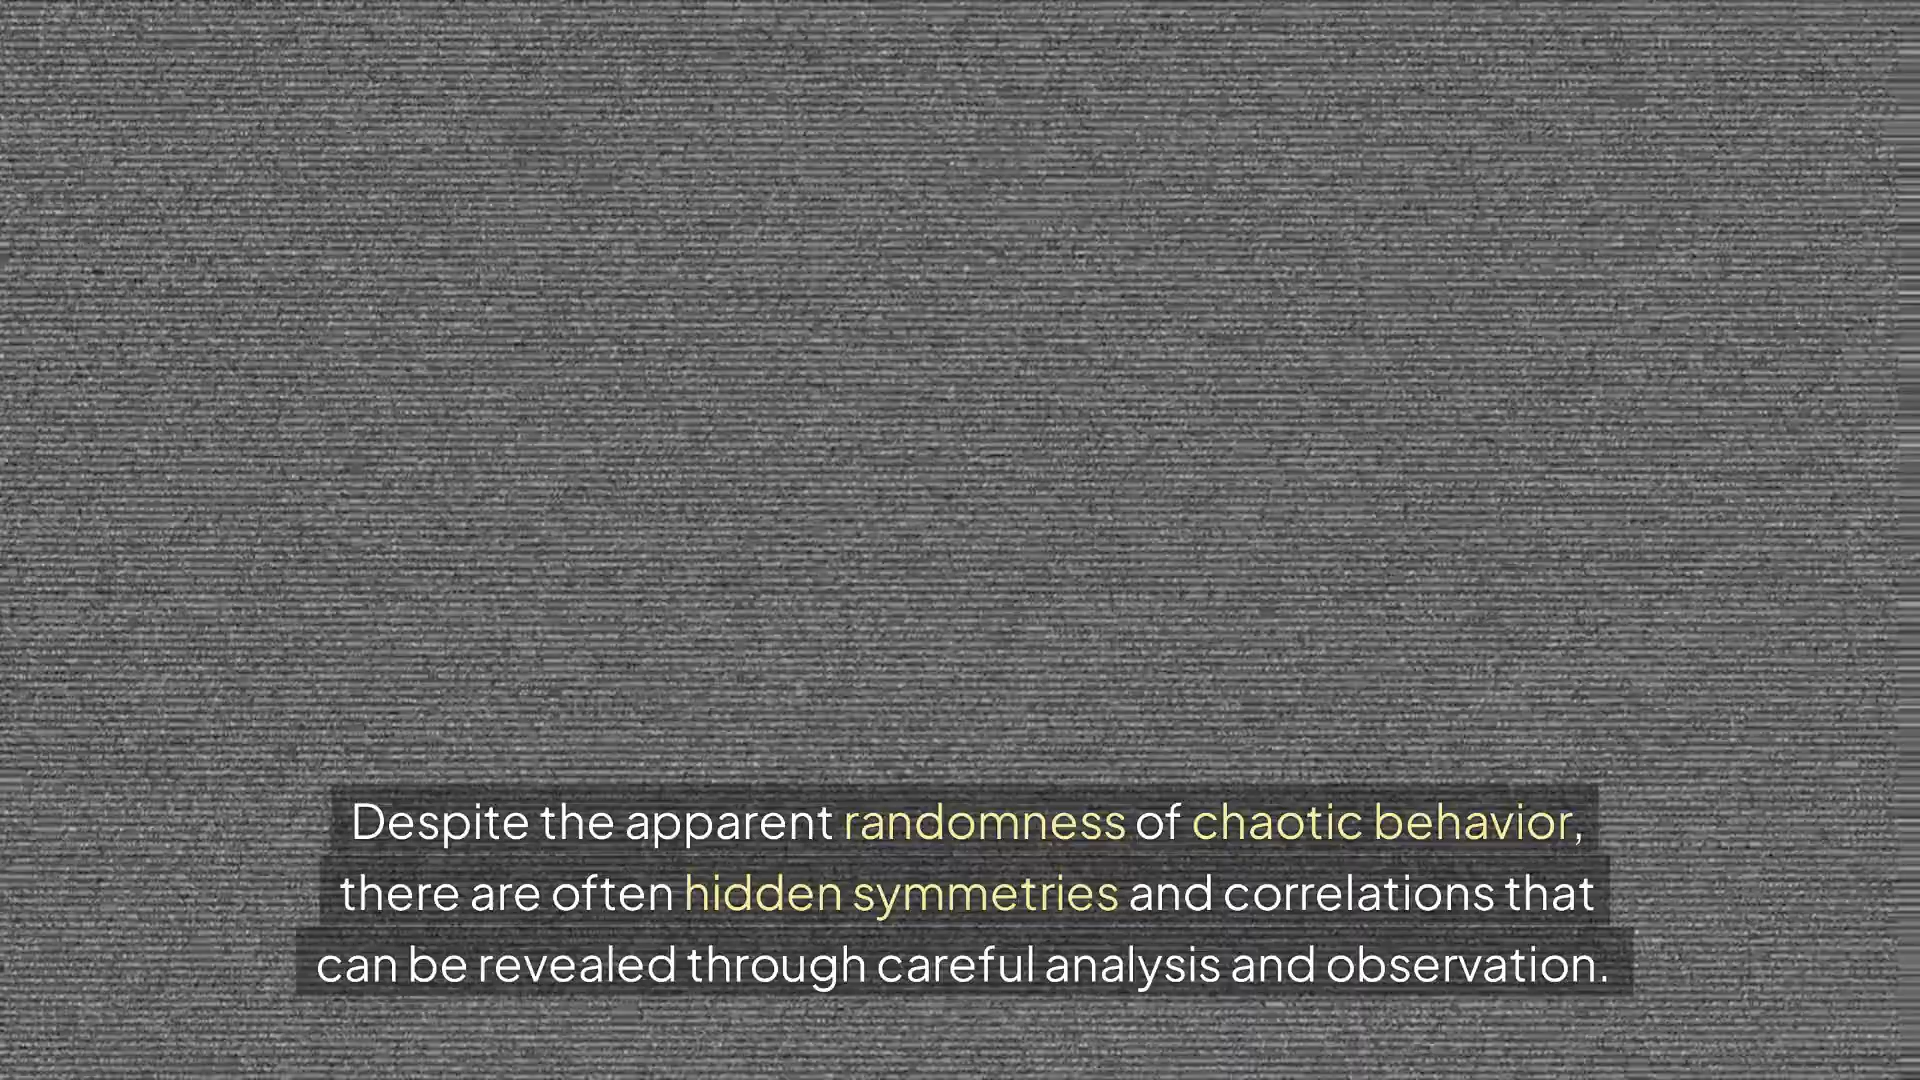 Despite the apparent randomness of chaotic behavior,
there are often hidden symmetries and correlations that
can be revealed through careful analysis and observation.